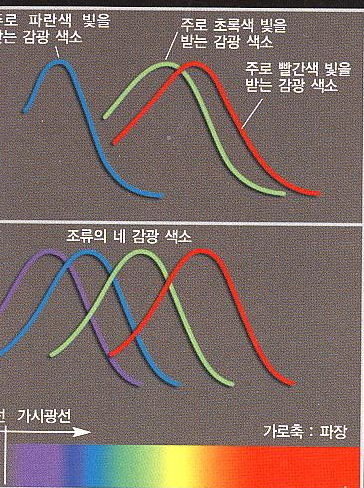 파란색 빛을
감광 색소
주로 초록색 빛을
받는 감광 색소
주로 빨간색 빛을
받는 감광 색소
조류의 네 감광 색소
가시광선
가로축 : 파장